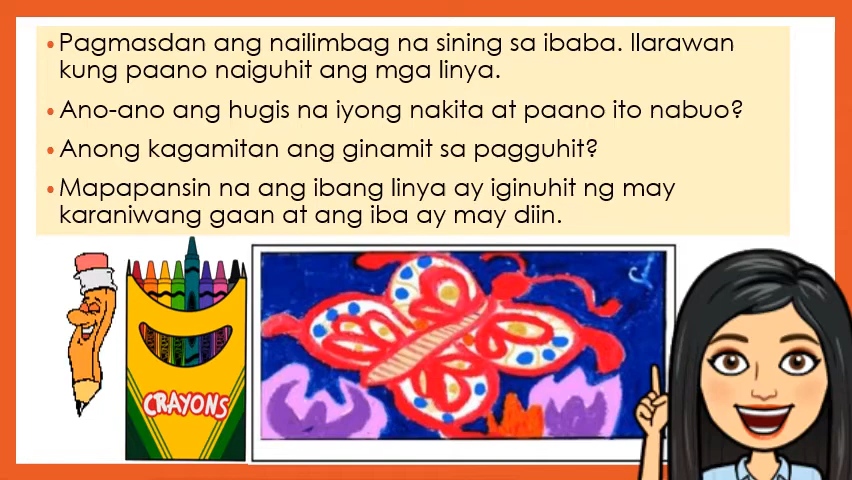 Pagmasdan ang nailimbag na sining sa ibaba. Ilarawan
kung paano naiguhit ang mga linya.
Ano-ano ang hugis na iyong nakita at paano ito nabuo?
Anong kagamitan ang ginamit sa pagguhit?
Mapapansin na ang ibang linya ay iginuhit ng may
karaniwang gaan at ang iba ay may diin.
CRAYONS